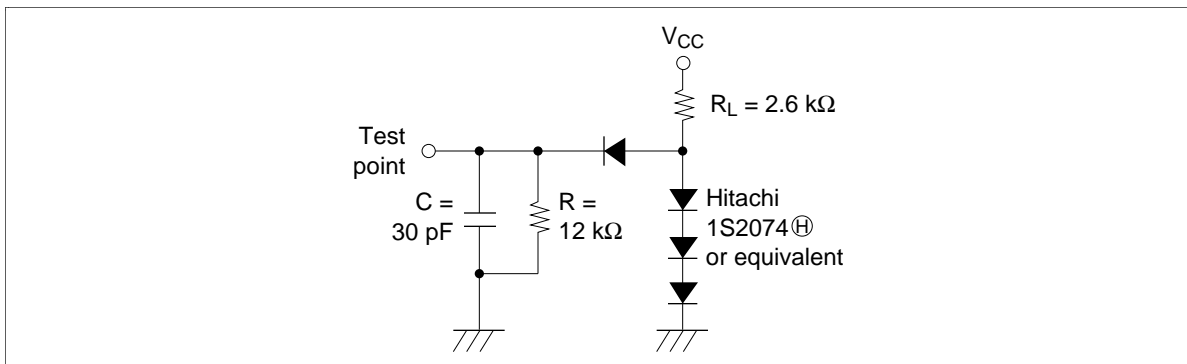 VCC
RL = 2.6 kΩ
Test
point
C =
30 pF
R =
12 kΩ
Hitachi
1S2074Ⓗ
or equivalent